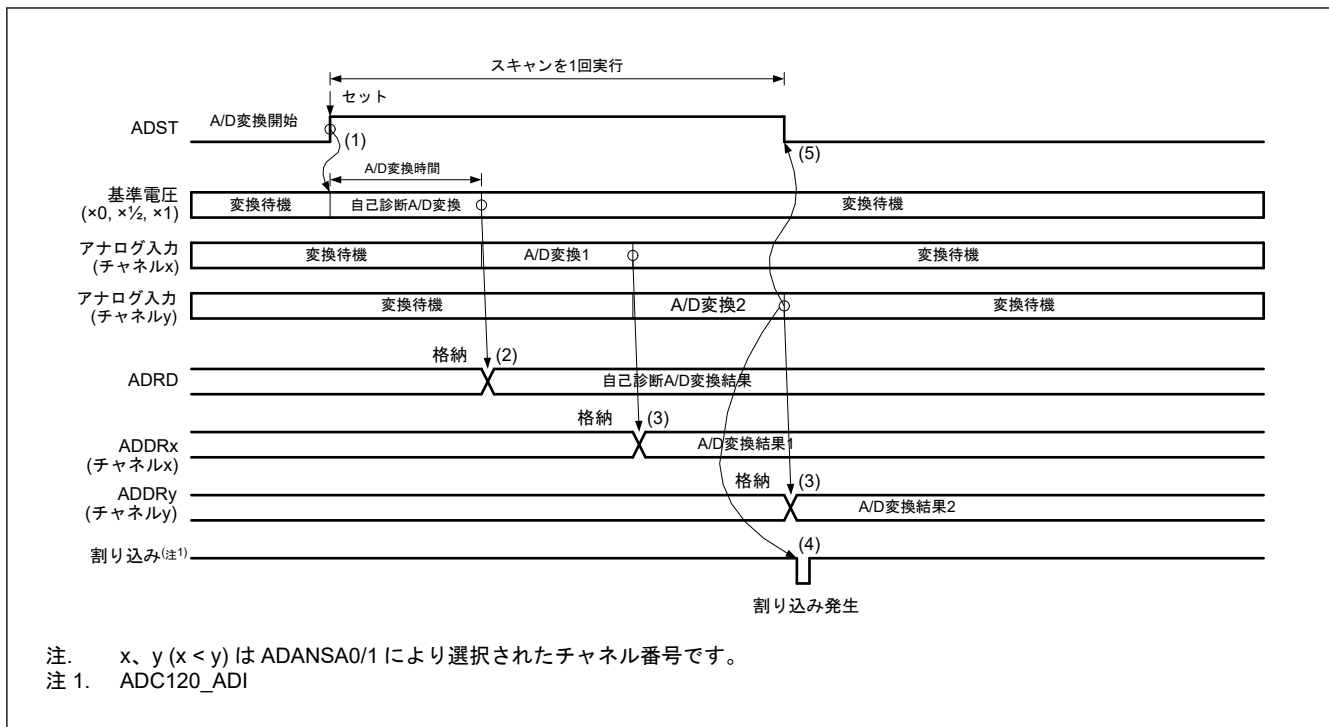 スキャンを1回実行
セット
ADST
A/D変換開始
(1)
(5)
A/D変換時間
基準電圧
(×0, ×½, ×1)
変換待機
自己診断A/D変換
変換待機
アナログ入力
(チャネルx)
変換待機
A/D変換1
変換待機
アナログ入力
(チャネルy)
変換待機
A/D変換2
変換待機
格納
(2)
ADRD
自己診断A/D変換結果
格納
(3)
ADDRx
(チャネルx)
A/D変換結果1
格納
(3)
ADDRy
(チャネルy)
A/D変換結果2
割り込み(注1)
(4)
割り込み発生
注. x、y (x < y) は ADANSA0/1 により選択されたチャネル番号です。
注 1. ADC120_ADI